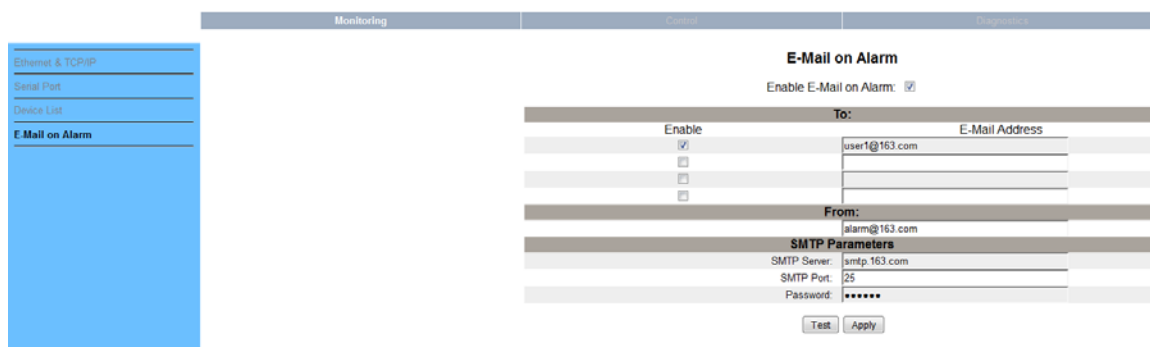 Monitoring Control Diagnostics
Ethernet & TCP/IP
Serial Port
Device List
E-Mail on Alarm
E-Mail on Alarm
Enable E-Mail on Alarm:
To:
Enable E-Mail Address
user1@163.com
From:
alarm@163.com
SMTP Parameters
SMTP Server: smtp.163.com
SMTP Port: 25
Password: ••••••
Test Apply